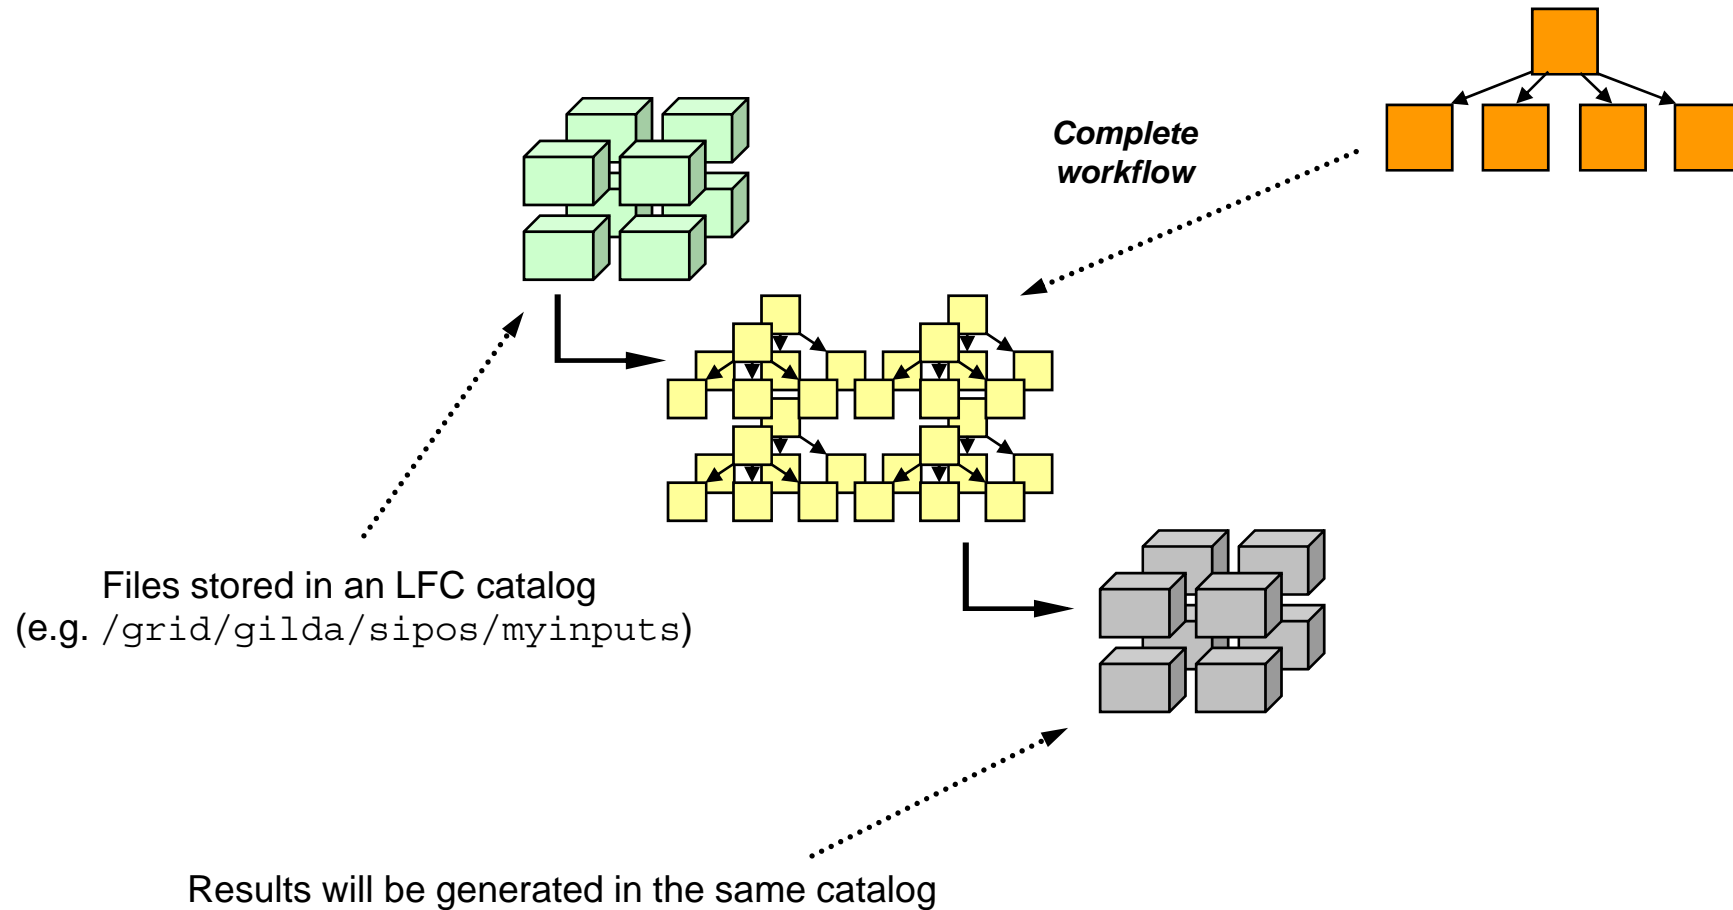 Complete
workflow
Files stored in an LFC catalog
(e.g. /grid/gilda/sipos/myinputs)
Results will be generated in the same catalog